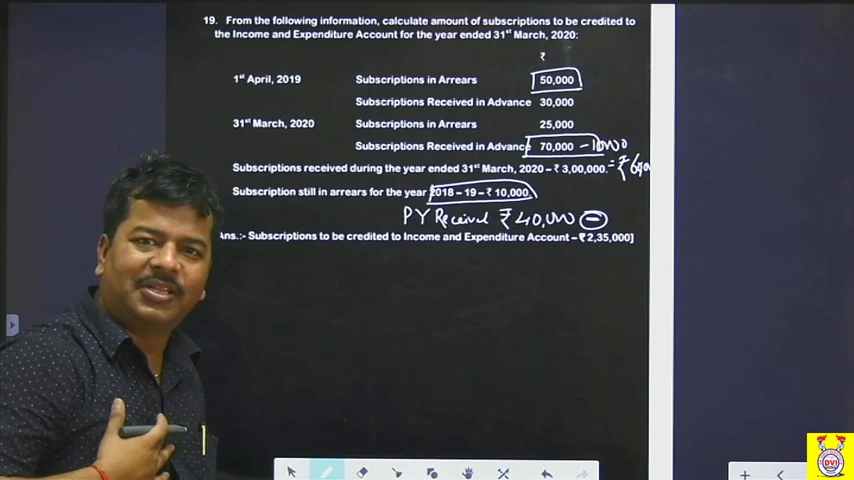 19. From the following information, calculate amount of subscriptions to be credited to
the Income and Expenditure Account for the year ended 31st March, 2020:
₹
1st April, 2019 Subscriptions in Arrears 50,000
Subscriptions Received in Advance 30,000
31st March, 2020 Subscriptions in Arrears 25,000
Subscriptions Received in Advance 70,000 – 10,000
Subscriptions received during the year ended 31st March, 2020 – ₹ 3,00,000. = ₹
Subscription still in arrears for the year 2018 – 19 – ₹ 10,000.
PY Received ₹ 40,000 –
Ans.:- Subscriptions to be credited to Income and Expenditure Account – ₹ 2,35,000]
DVI